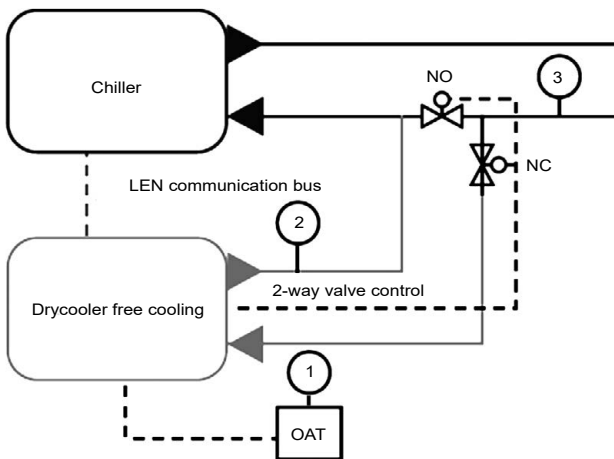 Chiller
NO
3
NC
LEN communication bus
2
2-way valve control
Drycooler free cooling
1
OAT